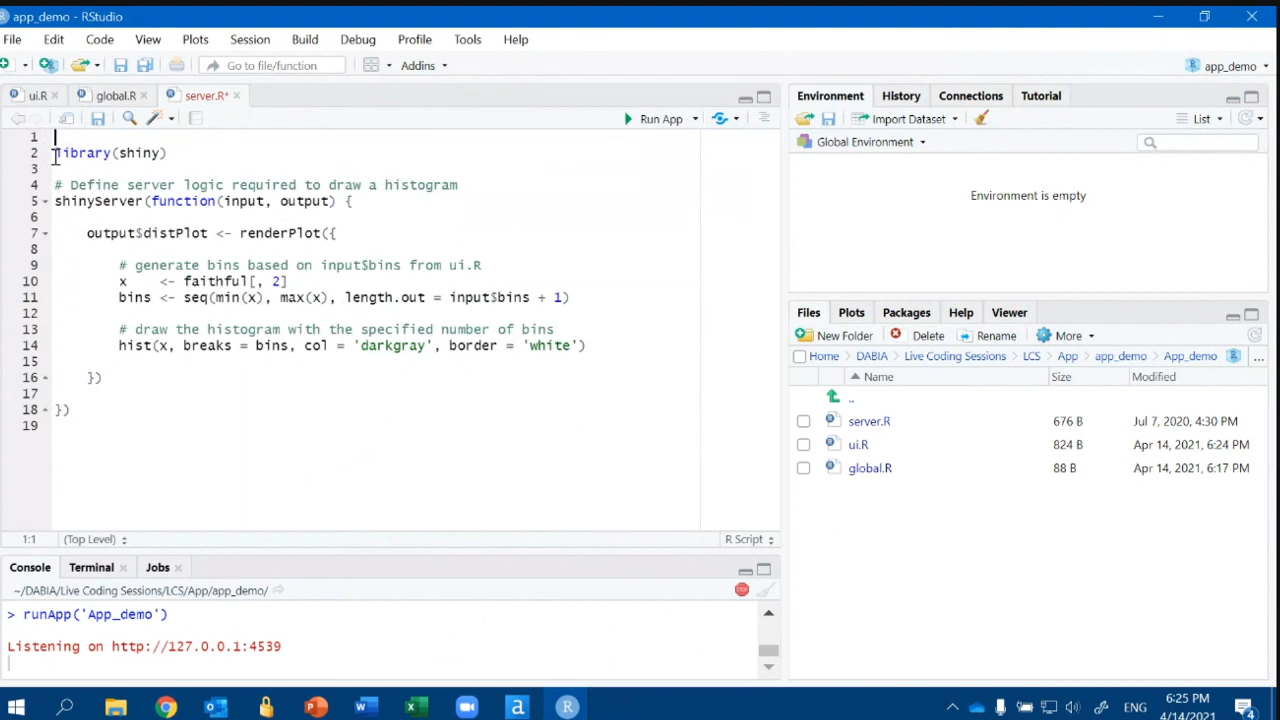 app_demo - RStudio
File Edit Code View Plots Session Build Debug Profile Tools Help
Go to file/function Addins app_demo
ui.R global.R server.R*
Run App
1
2 library(shiny)
3
4 # Define server logic required to draw a histogram
5 shinyServer(function(input, output) {
6
7 output$distPlot <- renderPlot({
8
9 # generate bins based on input$bins from ui.R
10 x <- faithful[, 2]
11 bins <- seq(min(x), max(x), length.out = input$bins + 1)
12
13 # draw the histogram with the specified number of bins
14 hist(x, breaks = bins, col = 'darkgray', border = 'white')
15
16 })
17
18 })
19
1:1 (Top Level) R Script
Console Terminal Jobs
~/DABIA/Live Coding Sessions/LCS/App/app_demo/
> runApp('App_demo')
Listening on http://127.0.0.1:4539
Environment History Connections Tutorial
Import Dataset List
Global Environment
Environment is empty
Files Plots Packages Help Viewer
New Folder Delete Rename More
Home DABIA Live Coding Sessions LCS App app_demo App_demo ...
Name Size Modified
..
server.R 676 B Jul 7, 2020, 4:30 PM
ui.R 824 B Apr 14, 2021, 6:24 PM
global.R 88 B Apr 14, 2021, 6:17 PM
ENG 6:25 PM
4/14/2021 4